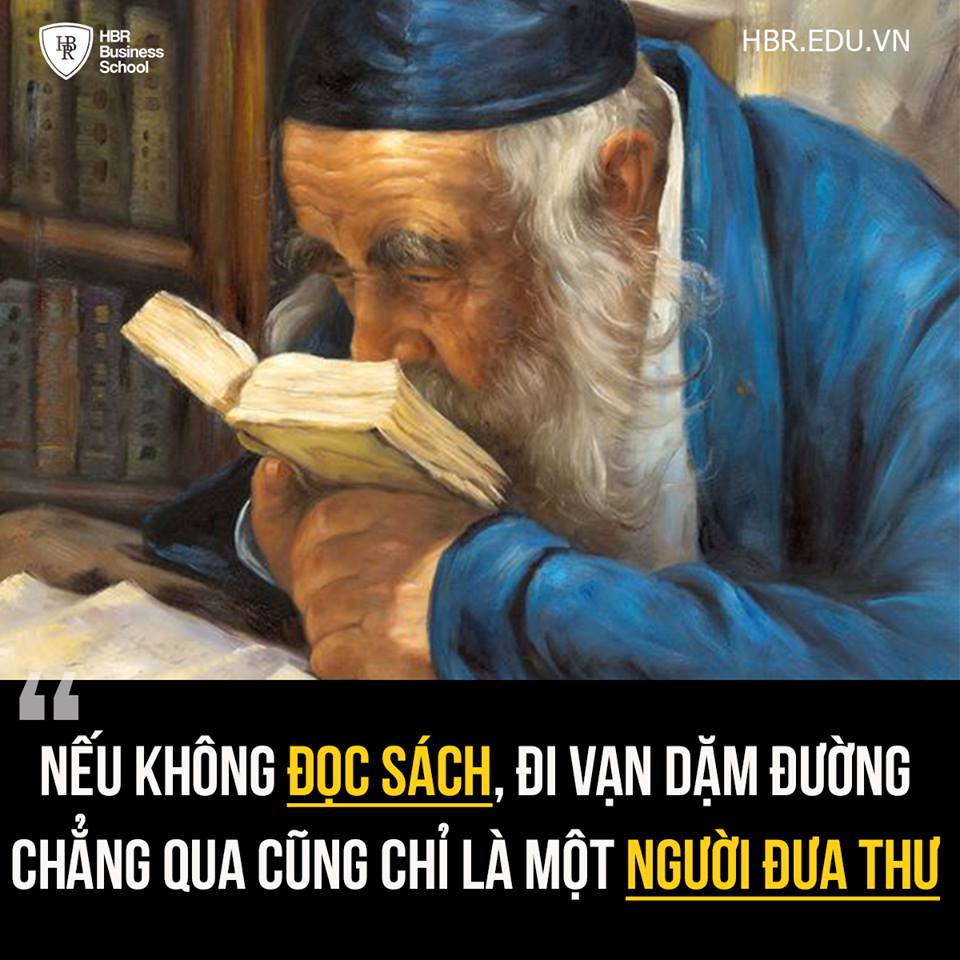 HBR
Business
School
HBR.EDU.VN
“
NẾU KHÔNG ĐỌC SÁCH, ĐI VẠN DẶM ĐƯỜNG
CHẲNG QUA CŨNG CHỈ LÀ MỘT NGƯỜI ĐƯA THƯ